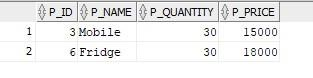 P_ID P_NAME P_QUANTITY P_PRICE
1 3 Mobile 30 15000
2 6 Fridge 30 18000